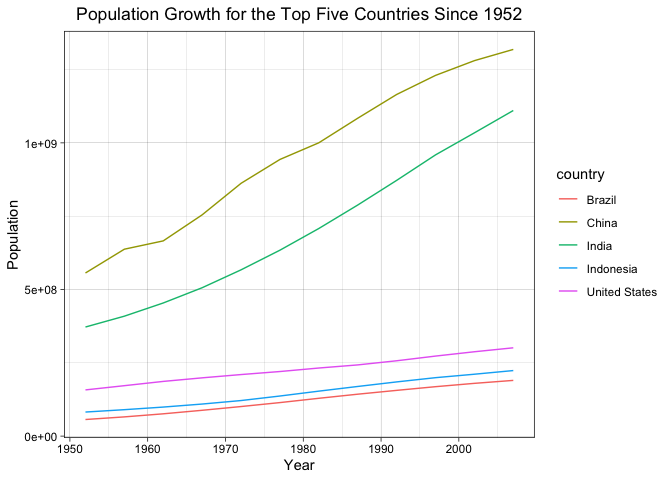 Population Growth for the Top Five Countries Since 1952
1e+09
5e+08
0e+00
Population
1950 1960 1970 1980 1990 2000
Year
country
Brazil
China
India
Indonesia
United States